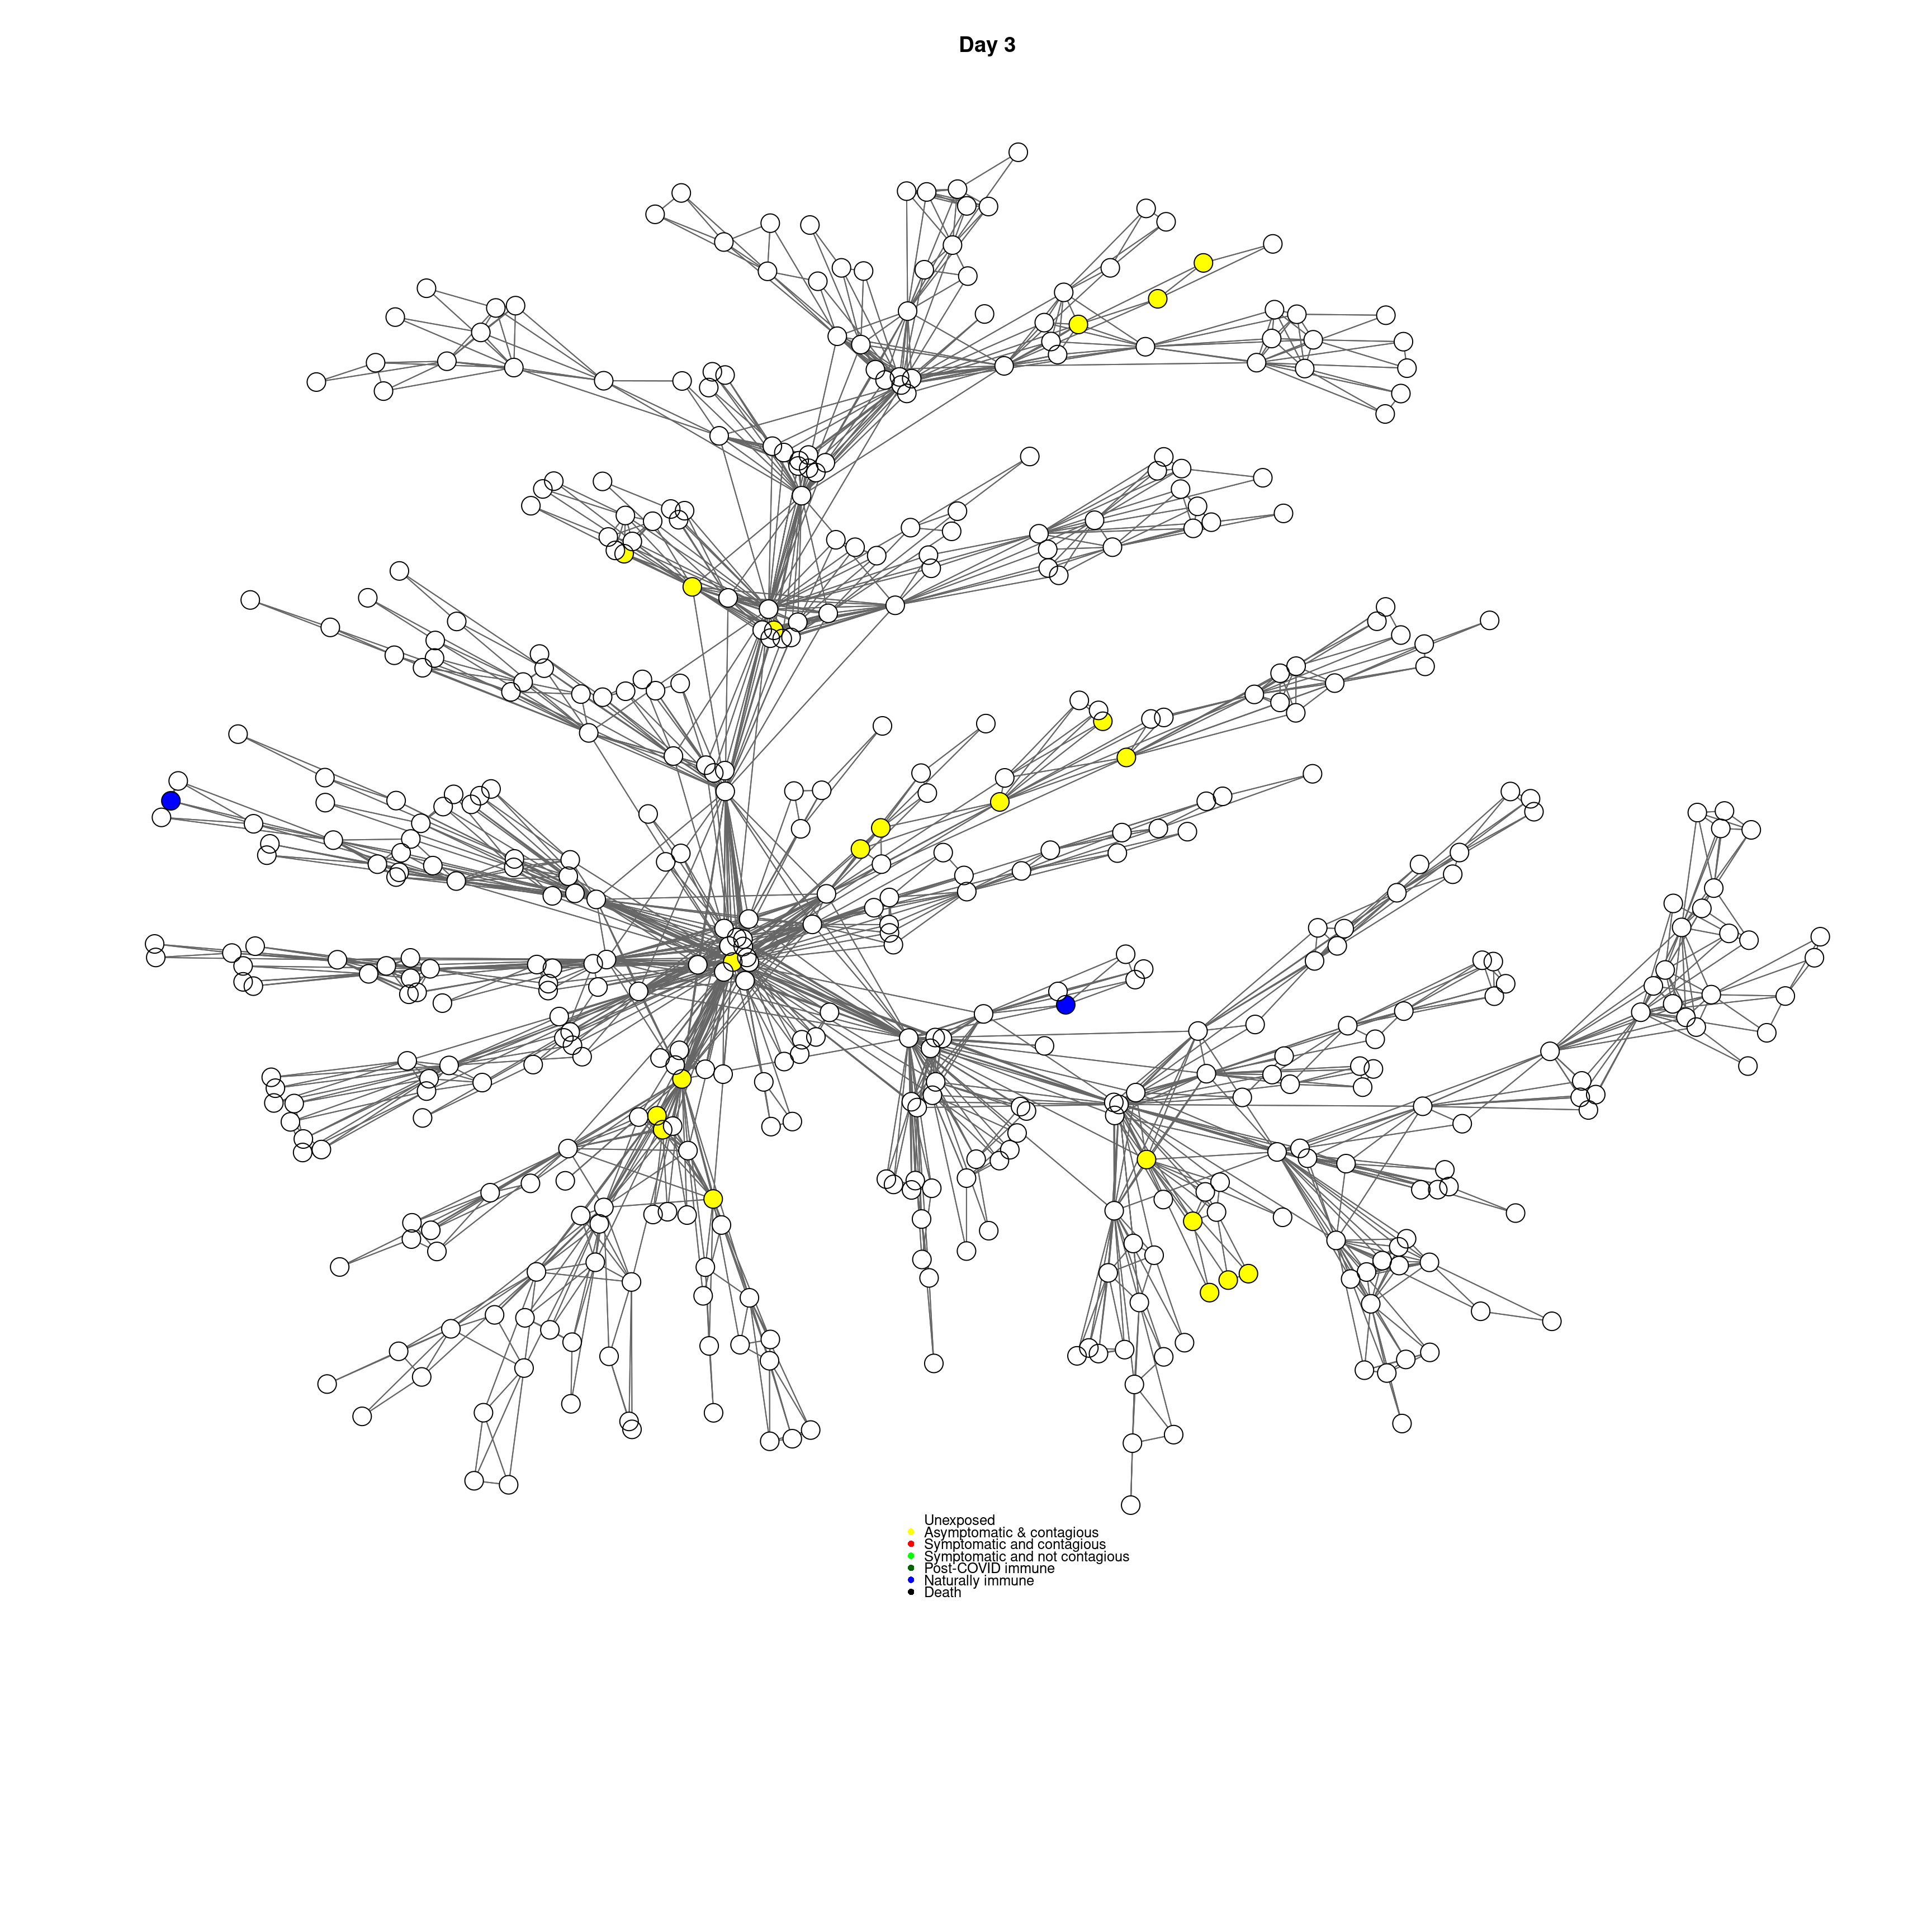 Day 3
Unexposed
Asymptomatic & contagious
Symptomatic and contagious
Symptomatic and not contagious
Post-COVID immune
Naturally immune
Death